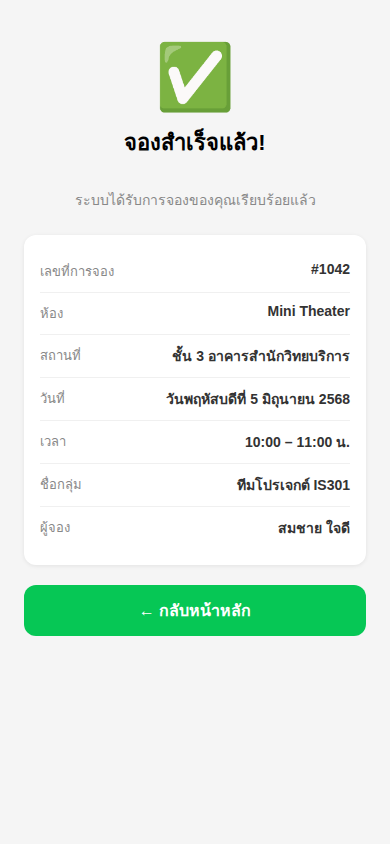 จองสำเร็จแล้ว!
ระบบได้รับการจองของคุณเรียบร้อยแล้ว
เลขที่การจอง #1042
ห้อง Mini Theater
สถานที่ ชั้น 3 อาคารสำนักวิทยบริการ
วันที่ วันพฤหัสบดีที่ 5 มิถุนายน 2568
เวลา 10:00 – 11:00 น.
ชื่อกลุ่ม ทีมโปรเจกต์ IS301
ผู้จอง สมชาย ใจดี
← กลับหน้าหลัก